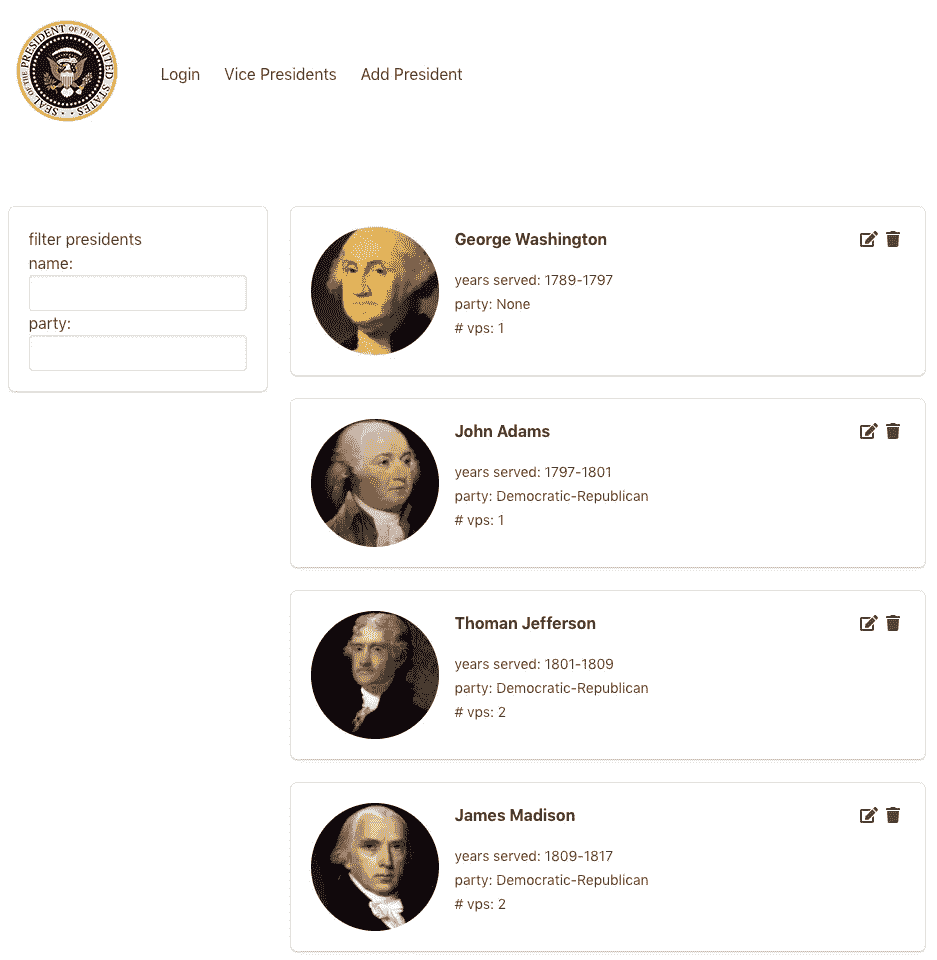 SEAL OF THE PRESIDENT OF THE UNITED STATES
Login Vice Presidents Add President
filter presidents
name:
party:
George Washington
years served: 1789-1797
party: None
# vps: 1
John Adams
years served: 1797-1801
party: Democratic-Republican
# vps: 1
Thoman Jefferson
years served: 1801-1809
party: Democratic-Republican
# vps: 2
James Madison
years served: 1809-1817
party: Democratic-Republican
# vps: 2